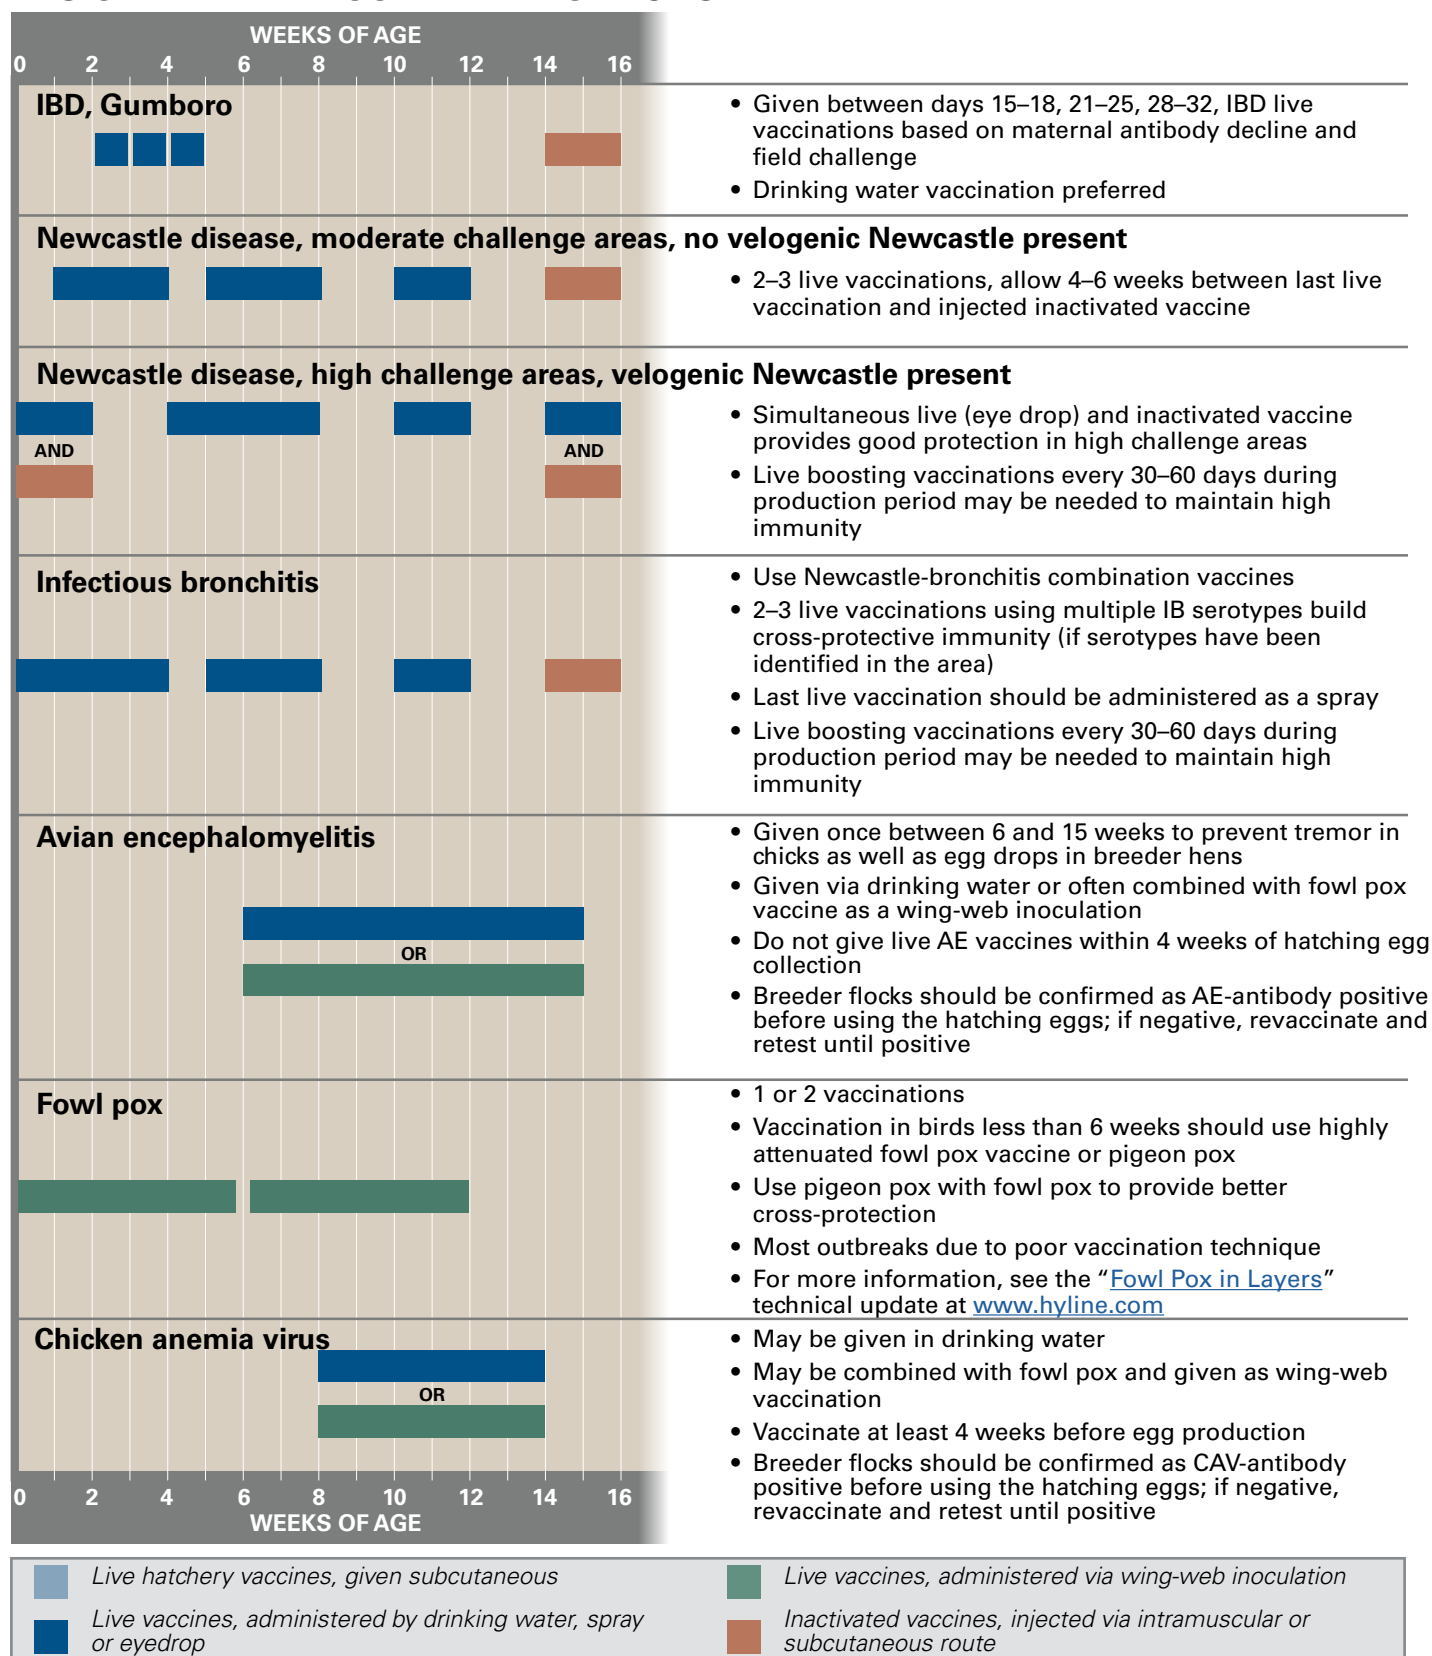 WEEKS OF AGE
0 2 4 6 8 10 12 14 16
IBD, Gumboro
• Given between days 15–18, 21–25, 28–32, IBD live
vaccinations based on maternal antibody decline and
field challenge
• Drinking water vaccination preferred
Newcastle disease, moderate challenge areas, no velogenic Newcastle present
• 2–3 live vaccinations, allow 4–6 weeks between last live
vaccination and injected inactivated vaccine
Newcastle disease, high challenge areas, velogenic Newcastle present
AND
AND
• Simultaneous live (eye drop) and inactivated vaccine
provides good protection in high challenge areas
• Live boosting vaccinations every 30–60 days during
production period may be needed to maintain high
immunity
Infectious bronchitis
• Use Newcastle-bronchitis combination vaccines
• 2–3 live vaccinations using multiple IB serotypes build
cross-protective immunity (if serotypes have been
identified in the area)
• Last live vaccination should be administered as a spray
• Live boosting vaccinations every 30–60 days during
production period may be needed to maintain high
immunity
Avian encephalomyelitis
OR
• Given once between 6 and 15 weeks to prevent tremor in
chicks as well as egg drops in breeder hens
• Given via drinking water or often combined with fowl pox
vaccine as a wing-web inoculation
• Do not give live AE vaccines within 4 weeks of hatching egg
collection
• Breeder flocks should be confirmed as AE-antibody positive
before using the hatching eggs; if negative, revaccinate and
retest until positive
Fowl pox
• 1 or 2 vaccinations
• Vaccination in birds less than 6 weeks should use highly
attenuated fowl pox vaccine or pigeon pox
• Use pigeon pox with fowl pox to provide better
cross-protection
• Most outbreaks due to poor vaccination technique
• For more information, see the “Fowl Pox in Layers”
technical update at www.hyline.com
Chicken anemia virus
OR
• May be given in drinking water
• May be combined with fowl pox and given as wing-web
vaccination
• Vaccinate at least 4 weeks before egg production
• Breeder flocks should be confirmed as CAV-antibody
positive before using the hatching eggs; if negative,
revaccinate and retest until positive
0 2 4 6 8 10 12 14 16
WEEKS OF AGE
Live hatchery vaccines, given subcutaneous
Live vaccines, administered by drinking water, spray
or eyedrop
Live vaccines, administered via wing-web inoculation
Inactivated vaccines, injected via intramuscular or
subcutaneous route